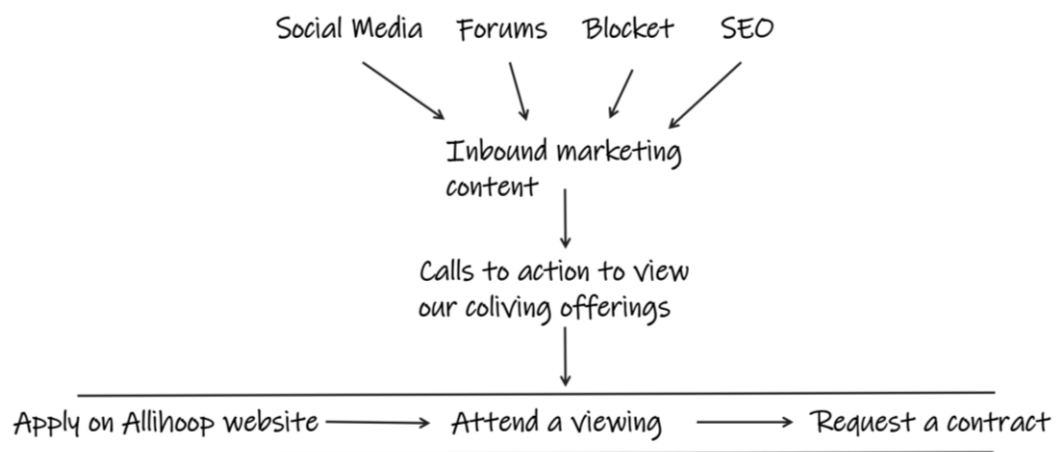 Social Media Forums Blocket SEO
Inbound marketing
content
Calls to action to view
our coliving offerings
Apply on Allihoop website Attend a viewing Request a contract